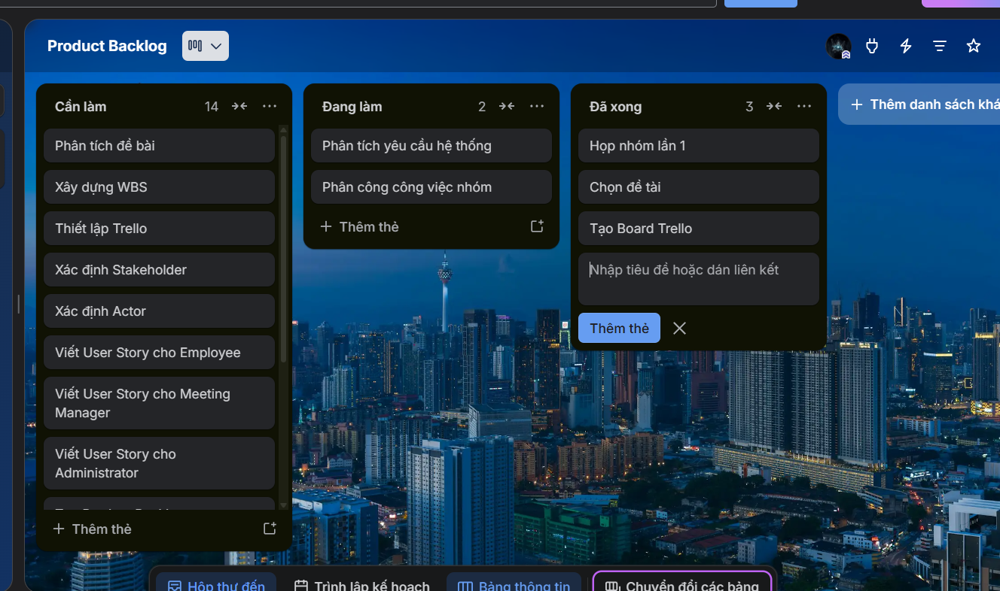 Product Backlog
Cần làm
14
Phân tích đề bài
Xây dựng WBS
Thiết lập Trello
Xác định Stakeholder
Xác định Actor
Viết User Story cho Employee
Viết User Story cho Meeting
Manager
Viết User Story cho
Administrator
+ Thêm thẻ
Đang làm
2
Phân tích yêu cầu hệ thống
Phân công công việc nhóm
+ Thêm thẻ
Đã xong
3
Họp nhóm lần 1
Chọn đề tài
Tạo Board Trello
Nhập tiêu đề hoặc dán liên kết
Thêm thẻ
+ Thêm danh sách khá
Hộp thư đến
Trình lập kế hoạch
Bảng thông tin
Chuyển đổi các bảng